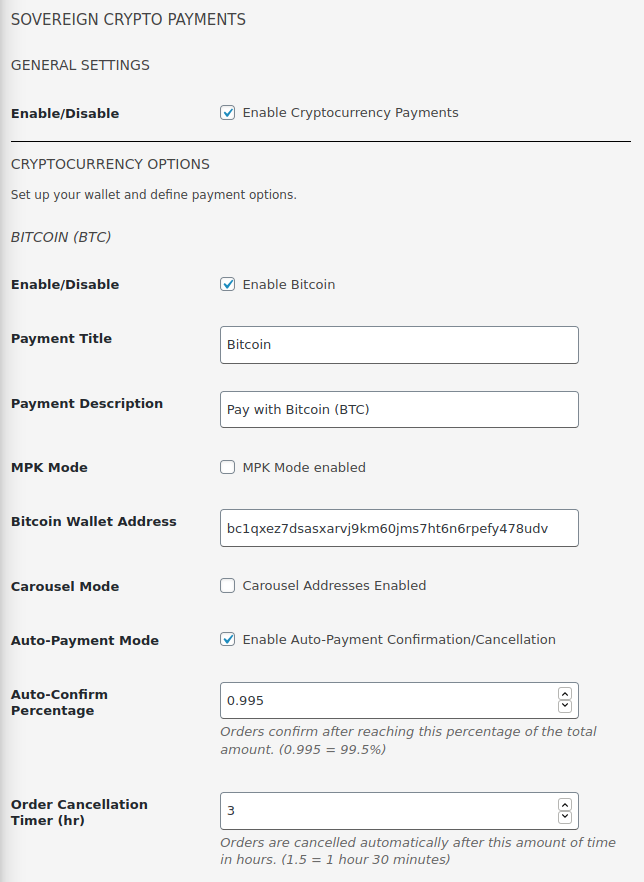 SOVEREIGN CRYPTO PAYMENTS
GENERAL SETTINGS
Enable/Disable
Enable Cryptocurrency Payments
CRYPTOCURRENCY OPTIONS
Set up your wallet and define payment options.
BITCOIN (BTC)
Enable/Disable
Enable Bitcoin
Payment Title
Bitcoin
Payment Description
Pay with Bitcoin (BTC)
MPK Mode
MPK Mode enabled
Bitcoin Wallet Address
bc1qxez7dsasxarvj9km60jms7ht6n6rpefy478udv
Carousel Mode
Carousel Addresses Enabled
Auto-Payment Mode
Enable Auto-Payment Confirmation/Cancellation
Auto-Confirm
Percentage
0.995
Orders confirm after reaching this percentage of the total
amount. (0.995 = 99.5%)
Order Cancellation
Timer (hr)
3
Orders are cancelled automatically after this amount of time
in hours. (1.5 = 1 hour 30 minutes)